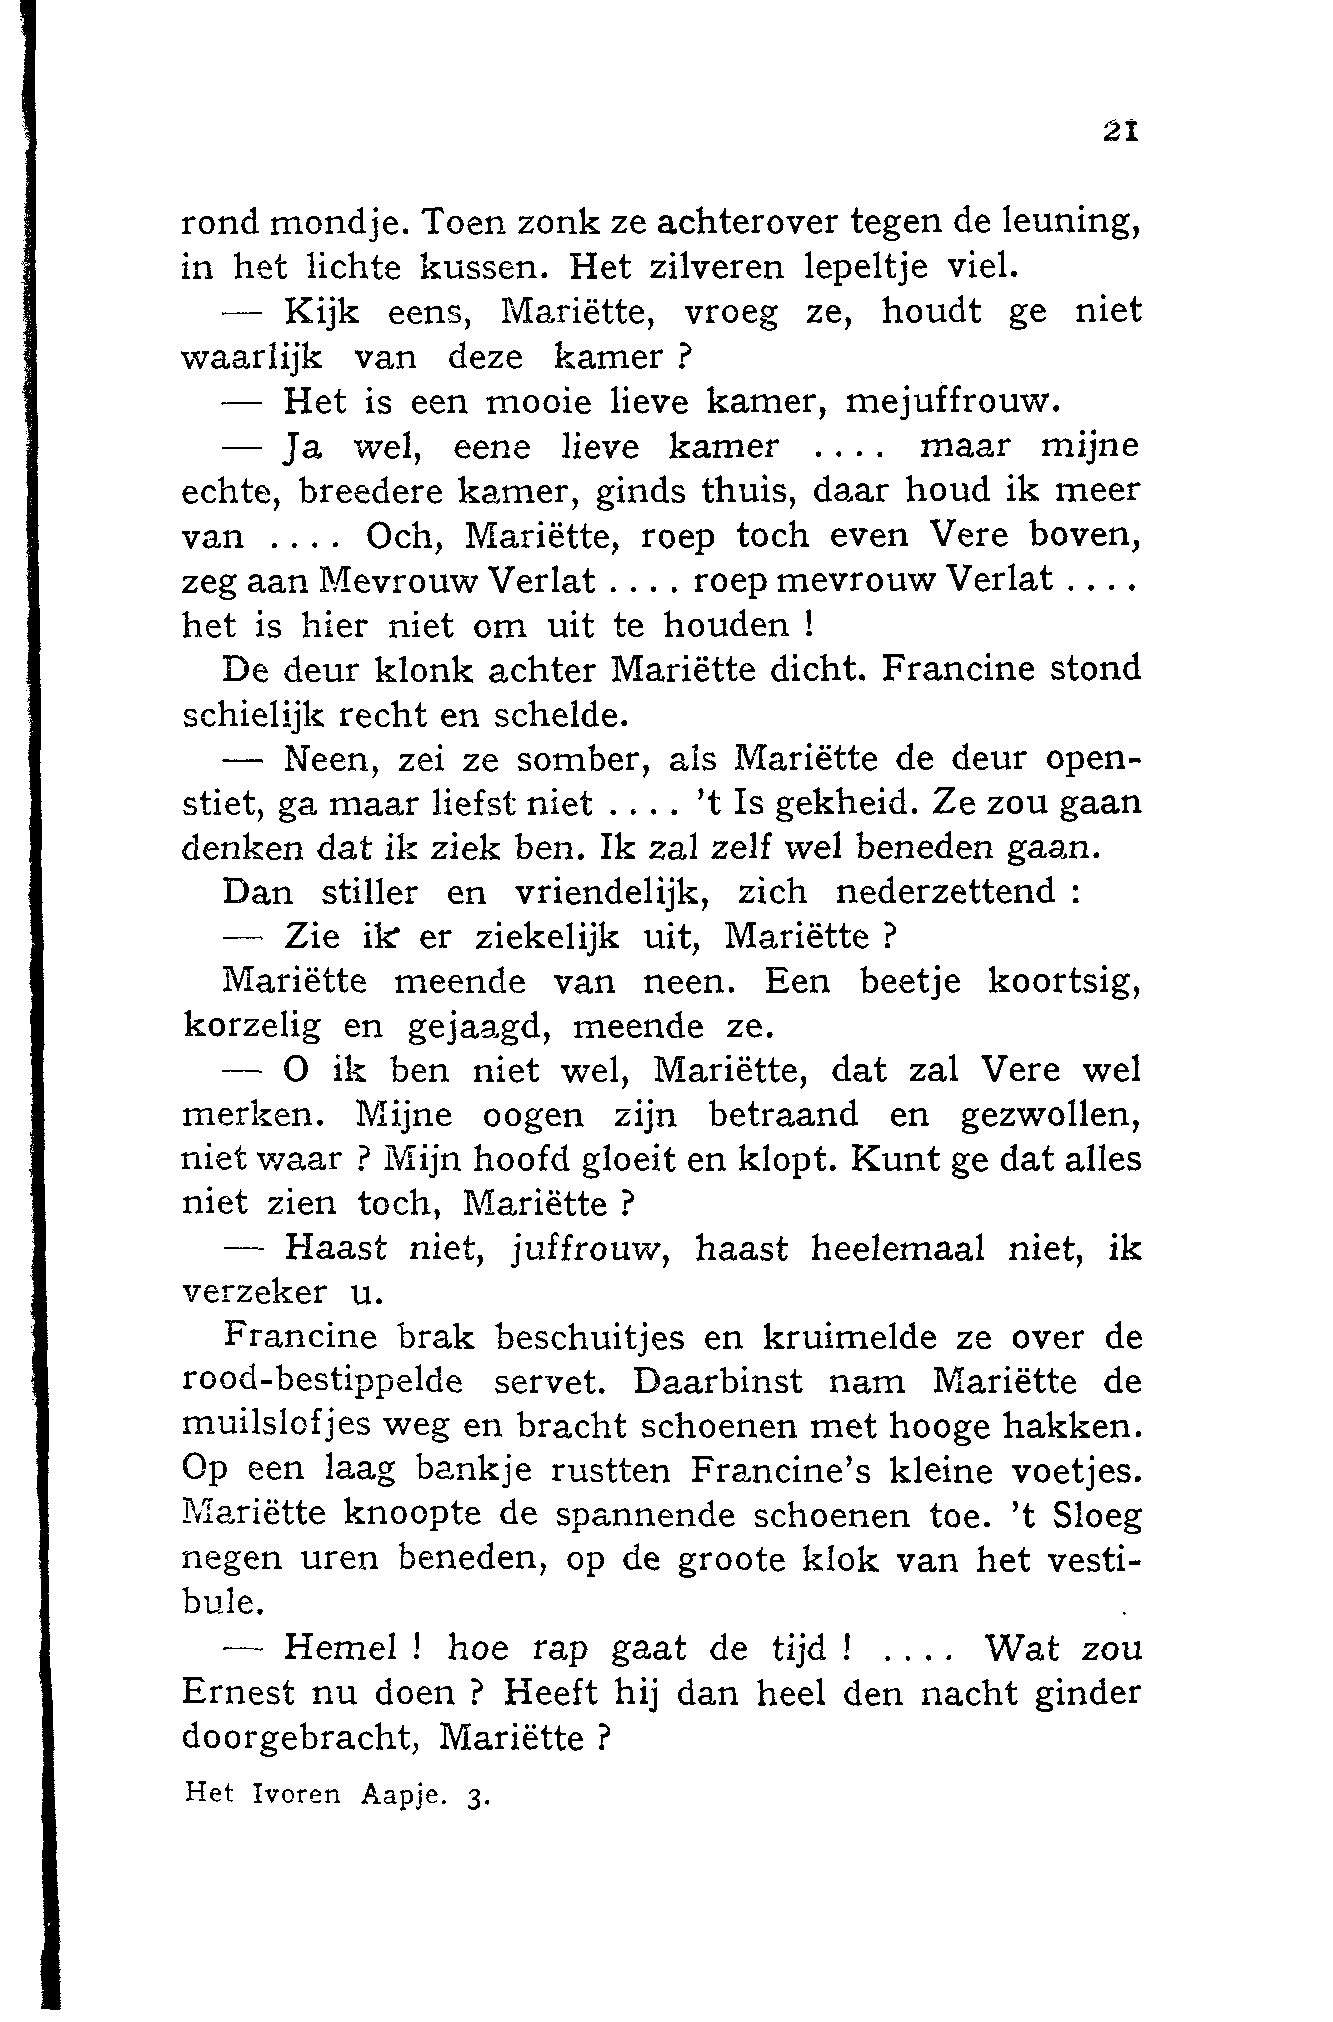 21
rond mondje. Toen zonk ze achterover tegen de leuning,
in het lichte kussen. Het zilveren lepeltje viel.
— Kijk eens, Mariëtte, vroeg ze, houdt ge niet
waarlijk van deze kamer ?
— Het is een mooie lieve kamer, mejuffrouw.
— Ja wel, eene lieve kamer .... maar mijne
echte, breedere kamer, ginds thuis, daar houd ik meer
van .... Och, Mariëtte, roep toch even Vere boven,
zeg aan Mevrouw Verlat .... roep mevrouw Verlat ....
het is hier niet om uit te houden !
De deur klonk achter Mariëtte dicht. Francine stond
schielijk recht en schelde.
— Neen, zei ze somber, als Mariëtte de deur open-
stiet, ga maar liefst niet .... 't Is gekheid. Ze zou gaan
denken dat ik ziek ben. Ik zal zelf wel beneden gaan.
Dan stiller en vriendelijk, zich nederzettend :
— Zie ik er ziekelijk uit, Mariëtte ?
Mariëtte meende van neen. Een beetje koortsig,
korzelig en gejaagd, meende ze.
— O ik ben niet wel, Mariëtte, dat zal Vere wel
merken. Mijne oogen zijn betraand en gezwollen,
niet waar ? Mijn hoofd gloeit en klopt. Kunt ge dat alles
niet zien toch, Mariëtte ?
— Haast niet, juffrouw, haast heelemaal niet, ik
verzeker u.
Francine brak beschuitjes en kruimelde ze over de
rood-bestippelde servet. Daarbinst nam Mariëtte de
muilslofjes weg en bracht schoenen met hooge hakken.
Op een laag bankje rustten Francine's kleine voetjes.
Mariëtte knoopte de spannende schoenen toe. 't Sloeg
negen uren beneden, op de groote klok van het vesti-
bule.
— Hemel ! hoe rap gaat de tijd ! .... Wat zou
Ernest nu doen ? Heeft hij dan heel den nacht ginder
doorgebracht, Mariëtte ?
Het Ivoren Aapje. 3.